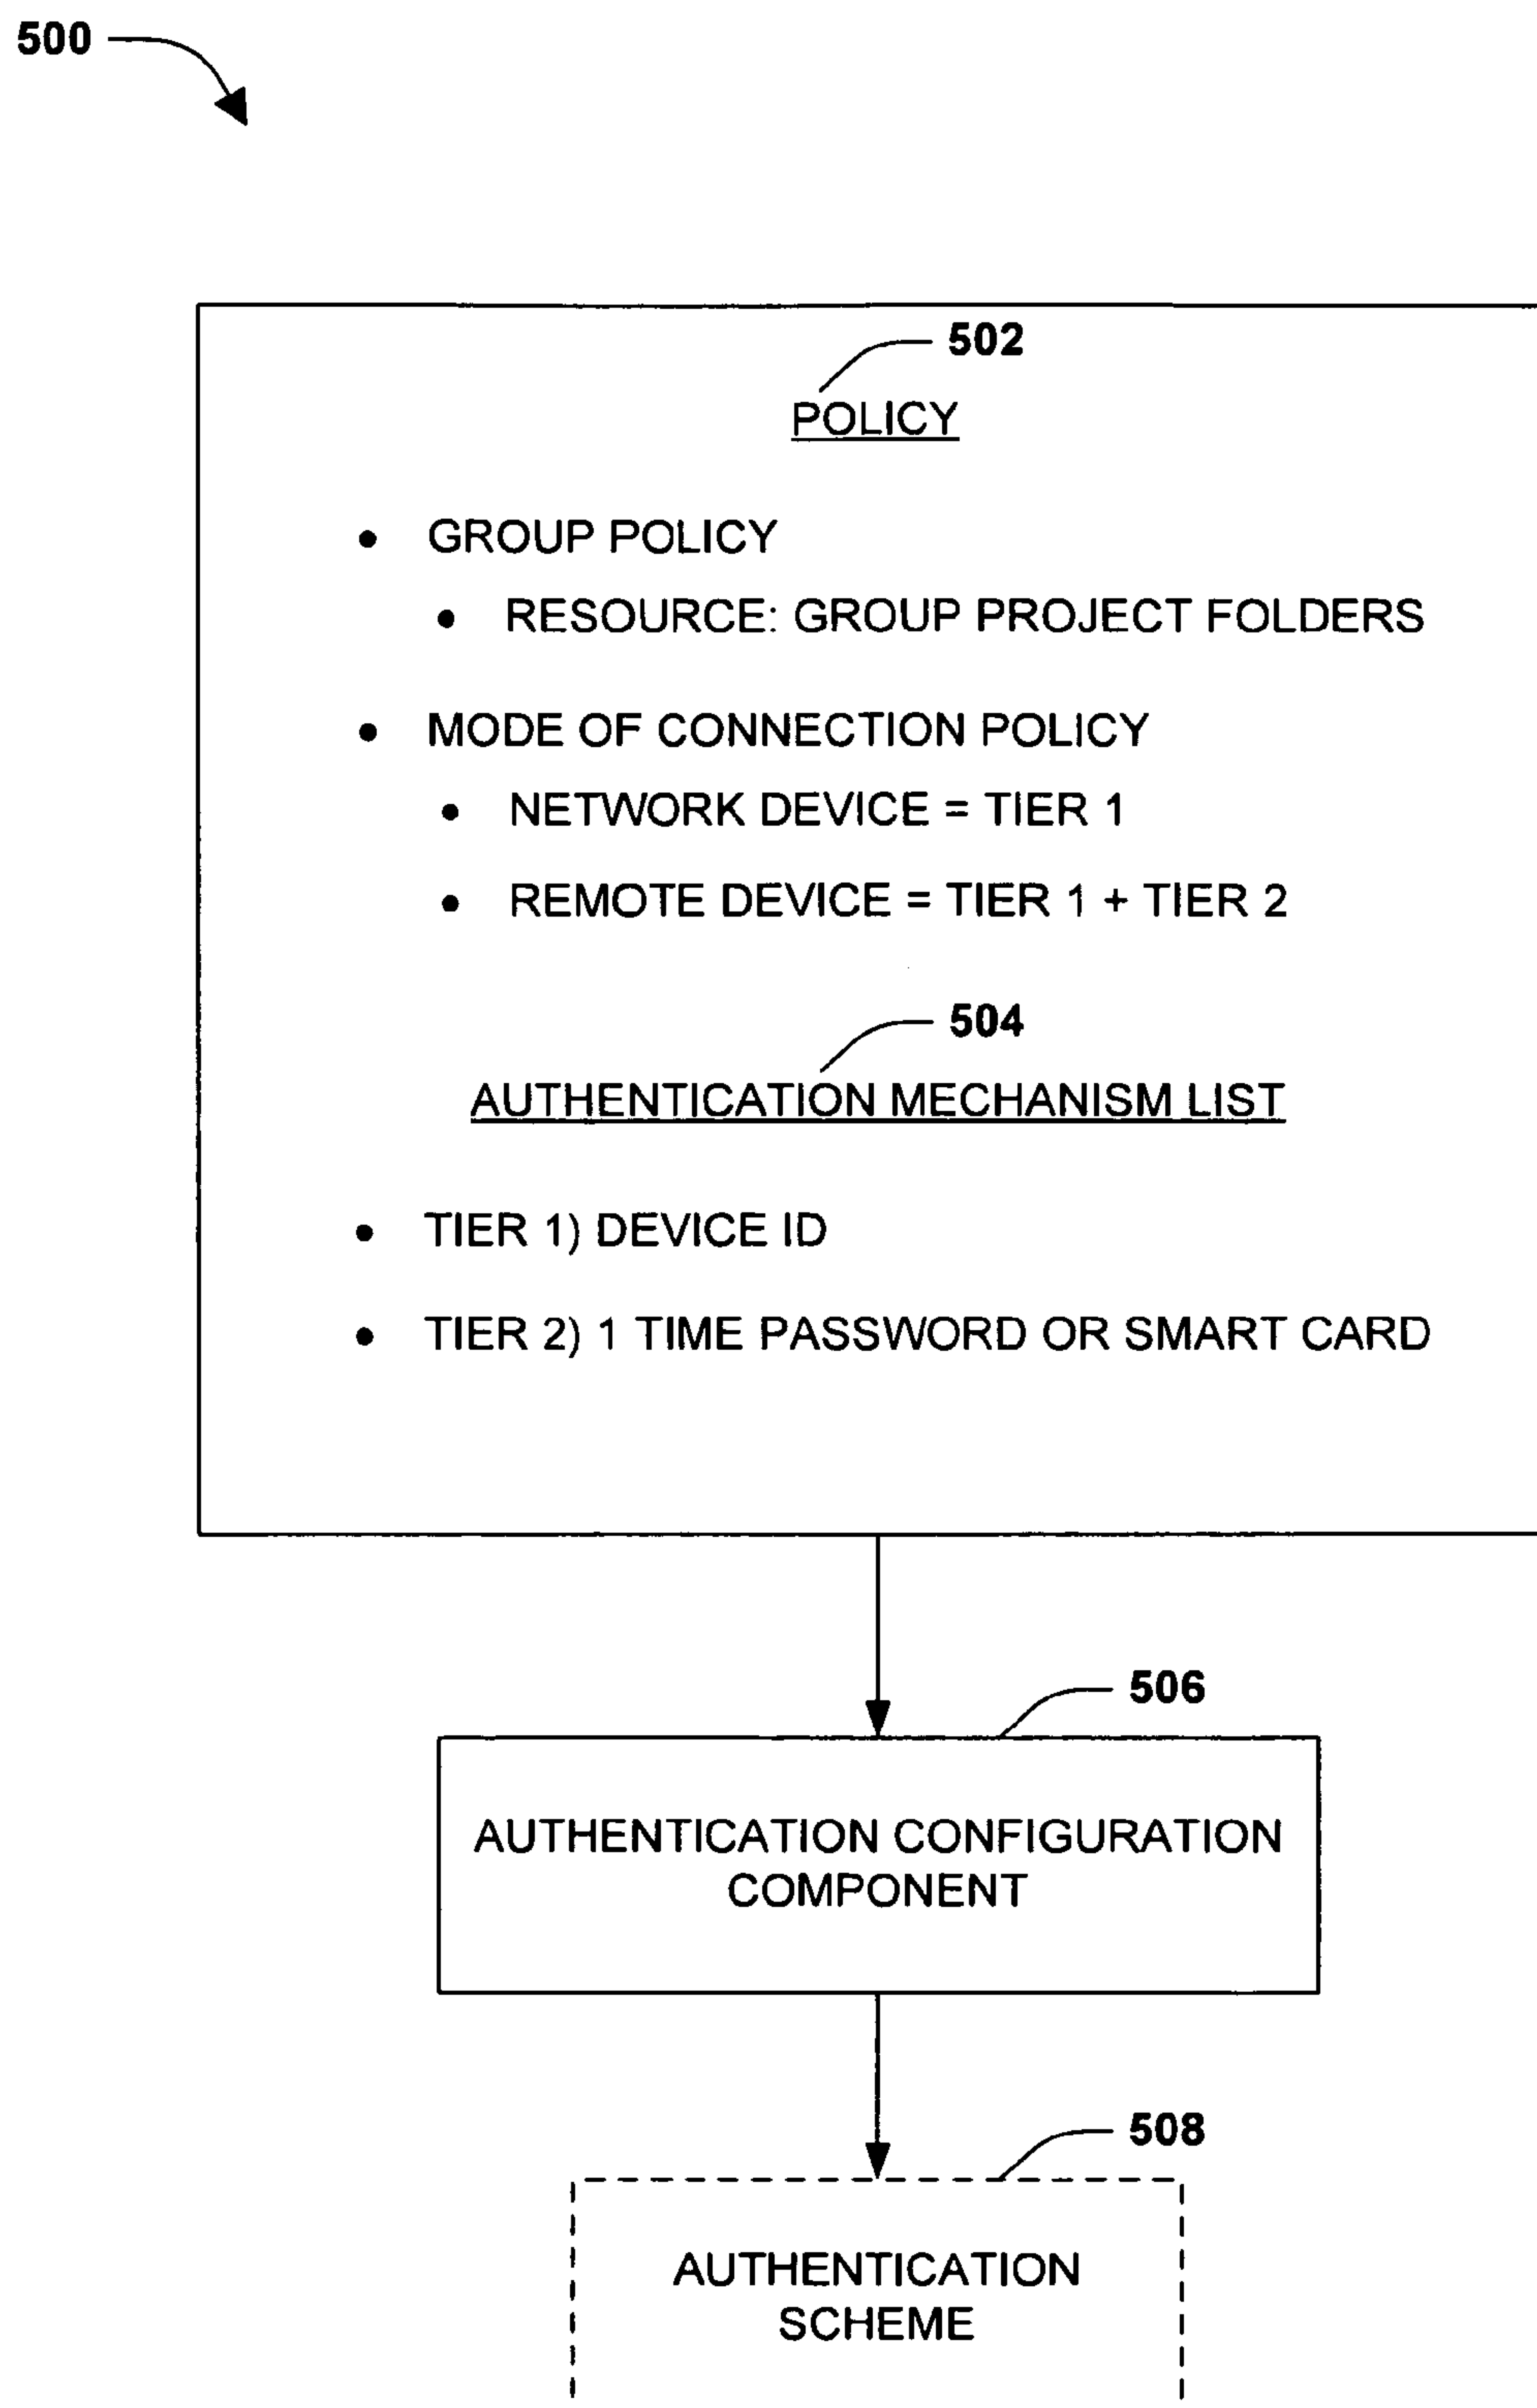 500
502
POLICY
• GROUP POLICY
• RESOURCE: GROUP PROJECT FOLDERS
• MODE OF CONNECTION POLICY
• NETWORK DEVICE = TIER 1
• REMOTE DEVICE = TIER 1 + TIER 2
504
AUTHENTICATION MECHANISM LIST
• TIER 1) DEVICE ID
• TIER 2) 1 TIME PASSWORD OR SMART CARD
506
AUTHENTICATION CONFIGURATION
COMPONENT
508
AUTHENTICATION
SCHEME